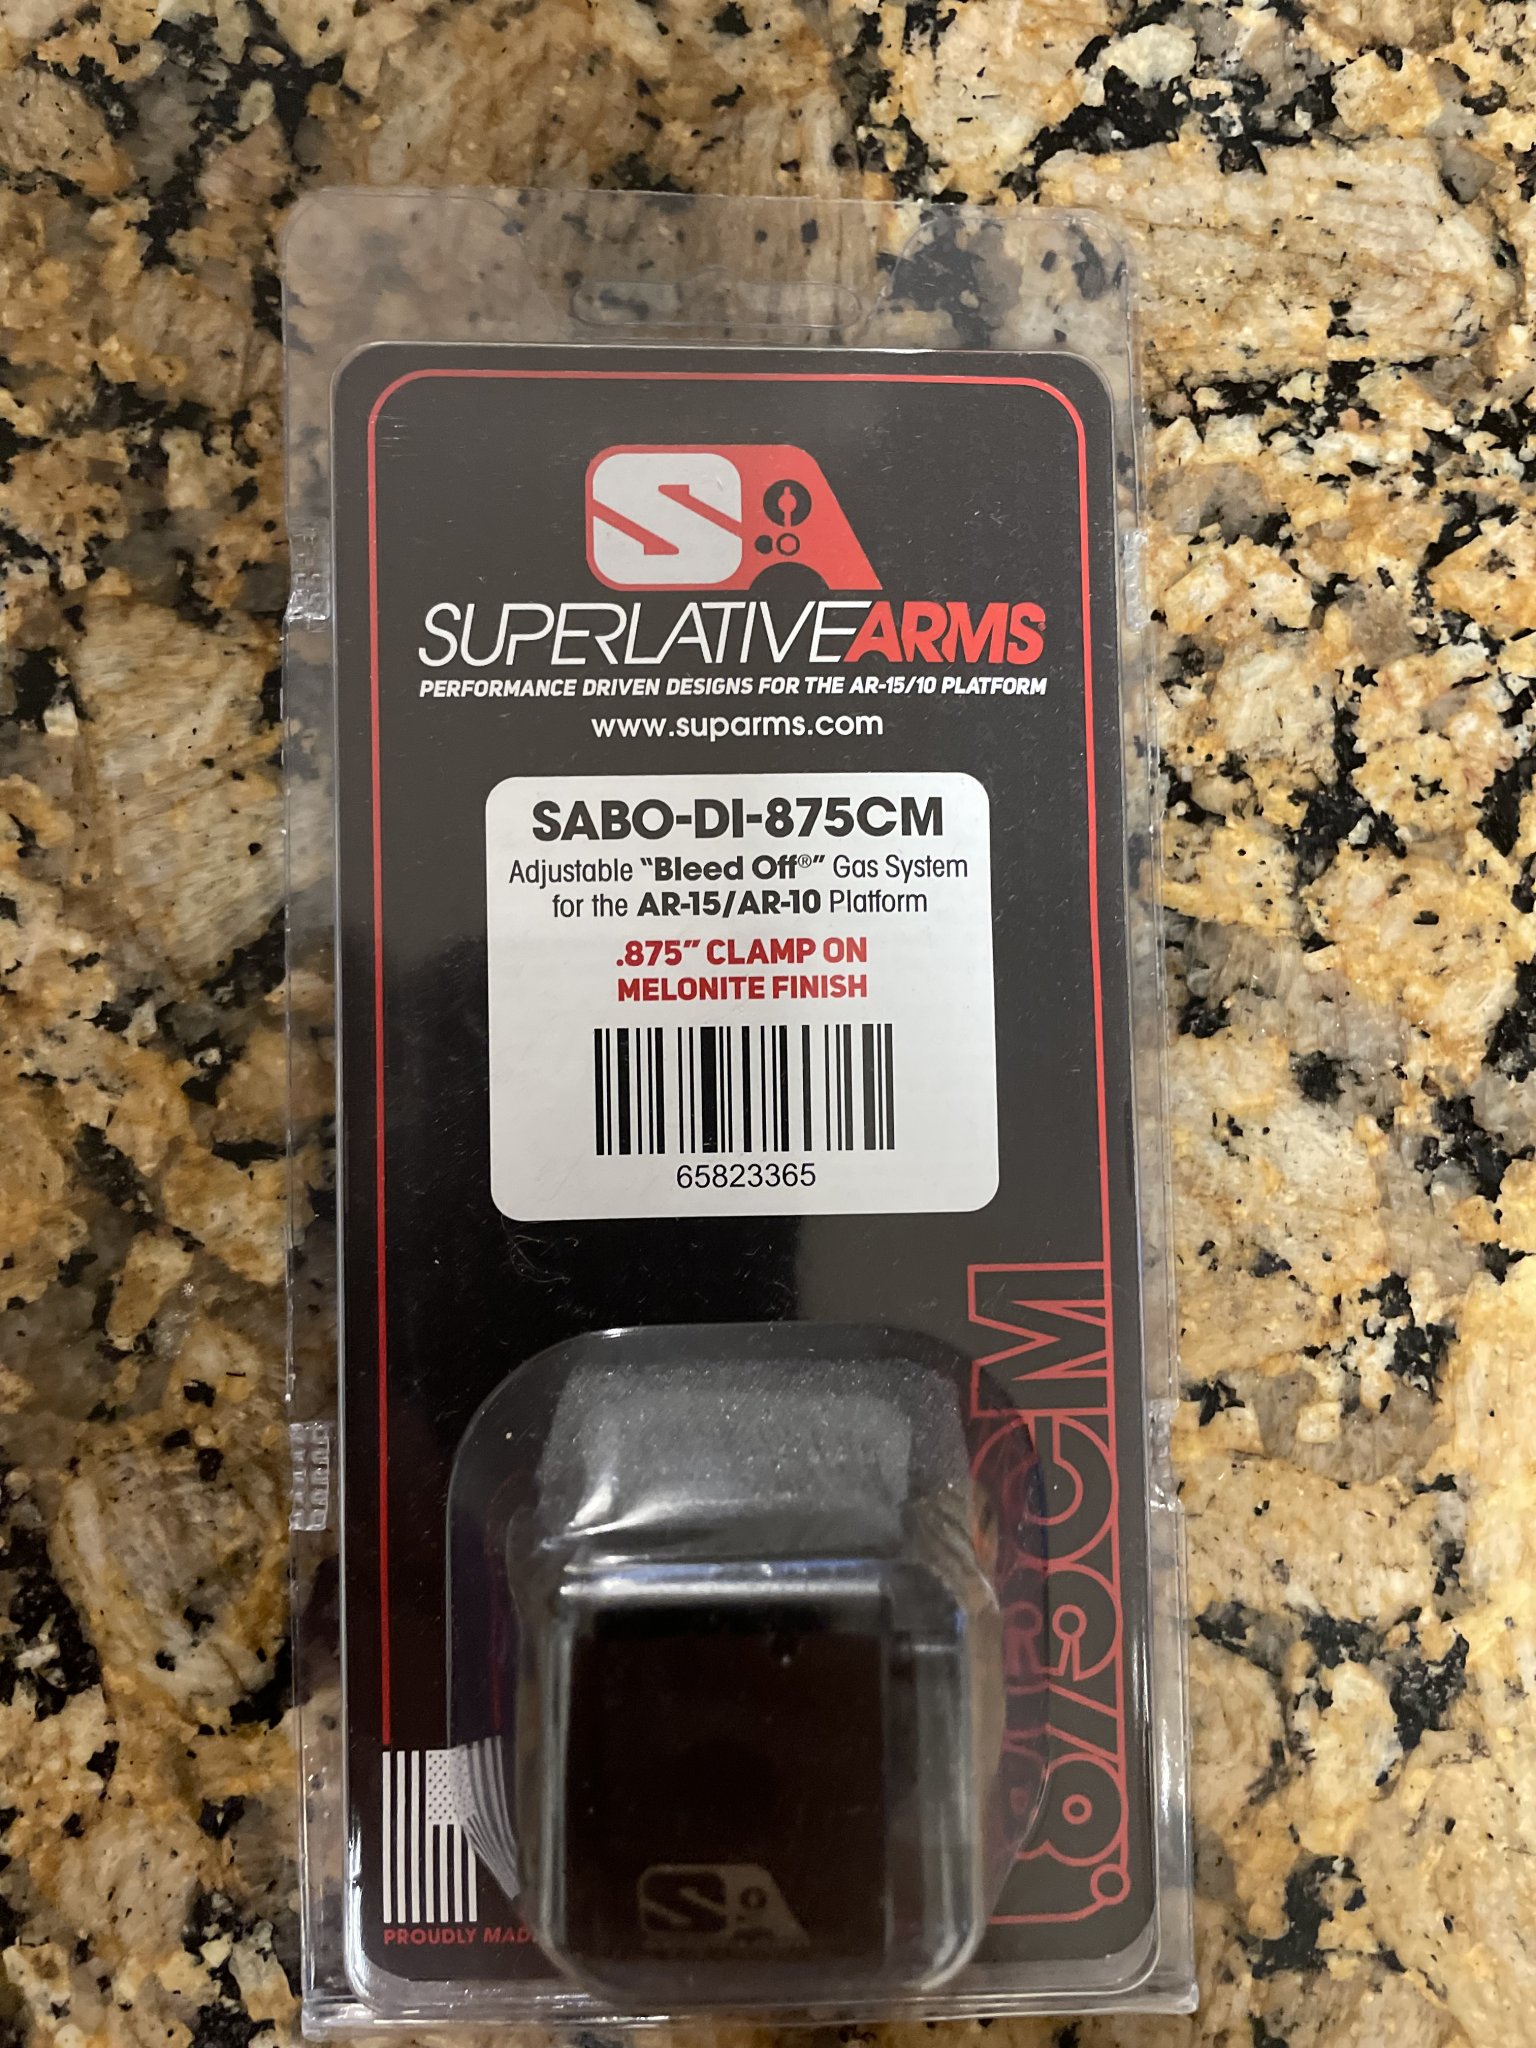 SUPERLATIVEARMS®
PERFORMANCE DRIVEN DESIGNS FOR THE AR-15/10 PLATFORM
www.suparms.com
SABO-DI-875CM
Adjustable “Bleed Off®” Gas System
for the AR-15/AR-10 Platform
.875” CLAMP ON
MELONITE FINISH
65823365
.875CM
PROUDLY MAD